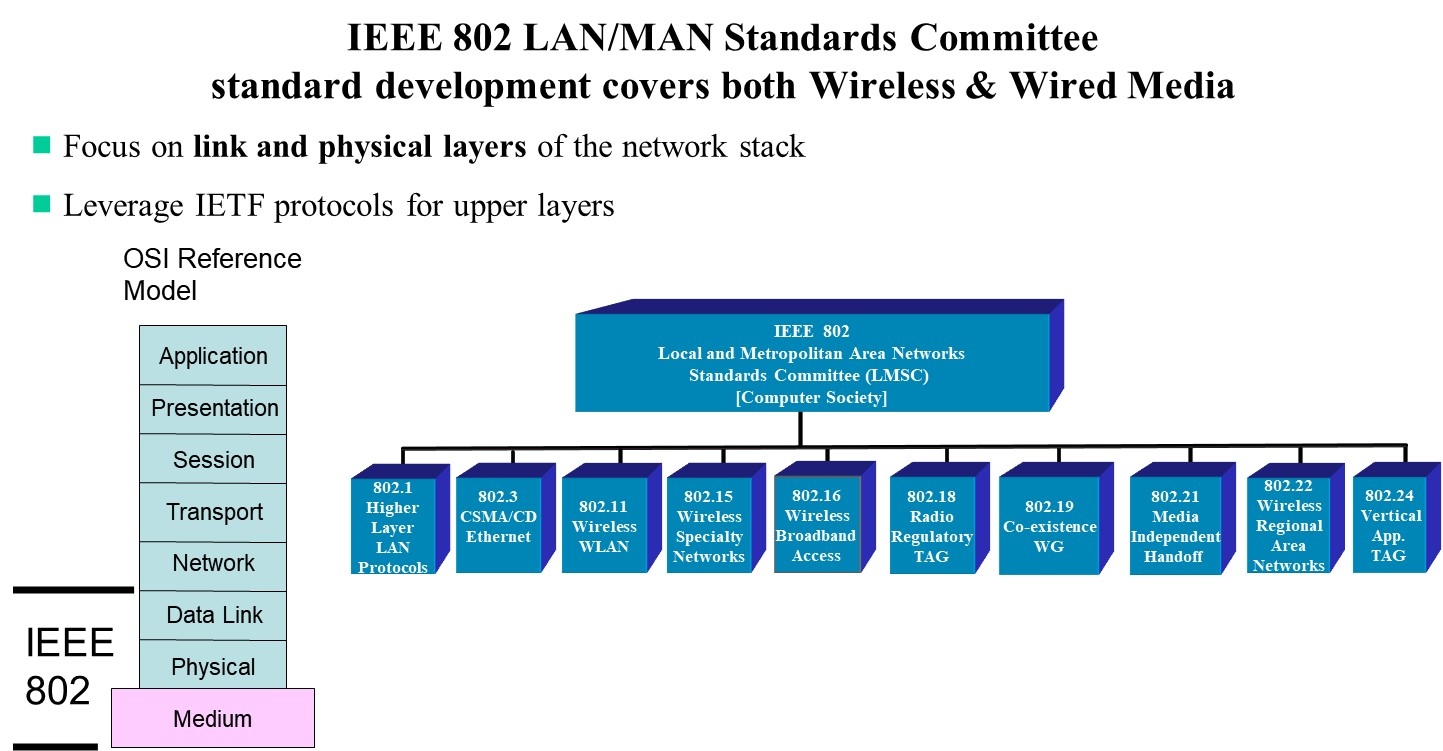 IEEE 802 LAN/MAN Standards Committee
standard development covers both Wireless & Wired Media
Focus on link and physical layers of the network stack
Leverage IETF protocols for upper layers
OSI Reference
Model
Application
Presentation
Session
Transport
Network
Data Link
Physical
Medium
IEEE
802
IEEE 802
Local and Metropolitan Area Networks
Standards Committee (LMSC)
[Computer Society]
802.1
Higher
Layer
LAN
Protocols
802.3
CSMA/CD
Ethernet
802.11
Wireless
WLAN
802.15
Wireless
Specialty
Networks
802.16
Wireless
Broadband
Access
802.18
Radio
Regulatory
TAG
802.19
Co-existence
WG
802.21
Media
Independent
Handoff
802.22
Wireless
Regional
Area
Networks
802.24
Vertical
App.
TAG